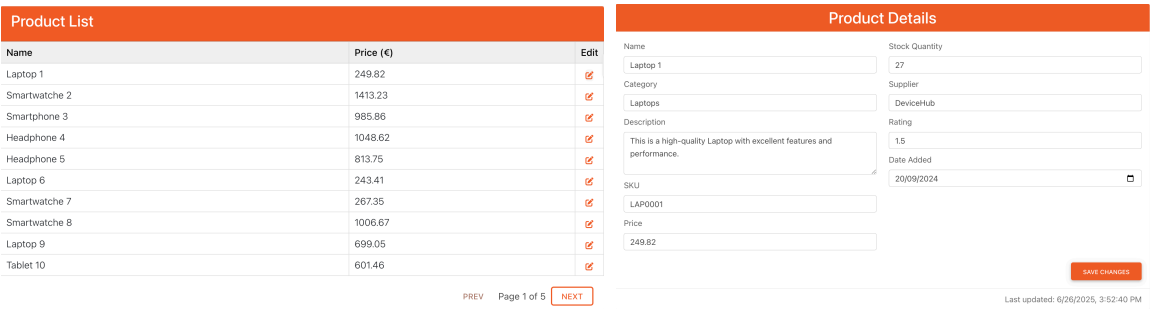 Product List
Name Price (€) Edit
Laptop 1 249.82
Smartwatche 2 1413.23
Smartphone 3 985.86
Headphone 4 1048.62
Headphone 5 813.75
Laptop 6 243.41
Smartwatche 7 267.35
Smartwatche 8 1006.67
Laptop 9 699.05
Tablet 10 601.46
PREV Page 1 of 5 NEXT
Product Details
Name
Laptop 1
Category
Laptops
Description
This is a high-quality Laptop with excellent features and
performance.
SKU
LAP0001
Price
249.82
Stock Quantity
27
Supplier
DeviceHub
Rating
1.5
Date Added
20/09/2024
SAVE CHANGES
Last updated: 6/26/2025, 3:52:40 PM